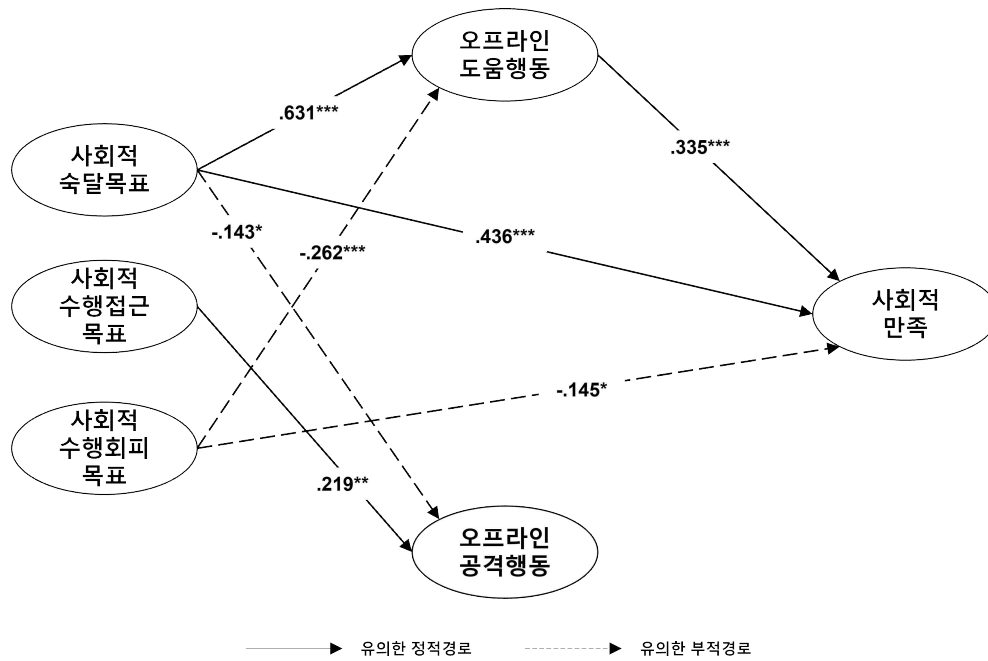 오프라인
도움행동
.631***
.335***
사회적
숙달목표
-.143*
-.262***
.436***
사회적
수행접근
목표
사회적
만족
-.145*
사회적
수행회피
목표
.219**
오프라인
공격행동
유의한 정적경로
유의한 부적경로